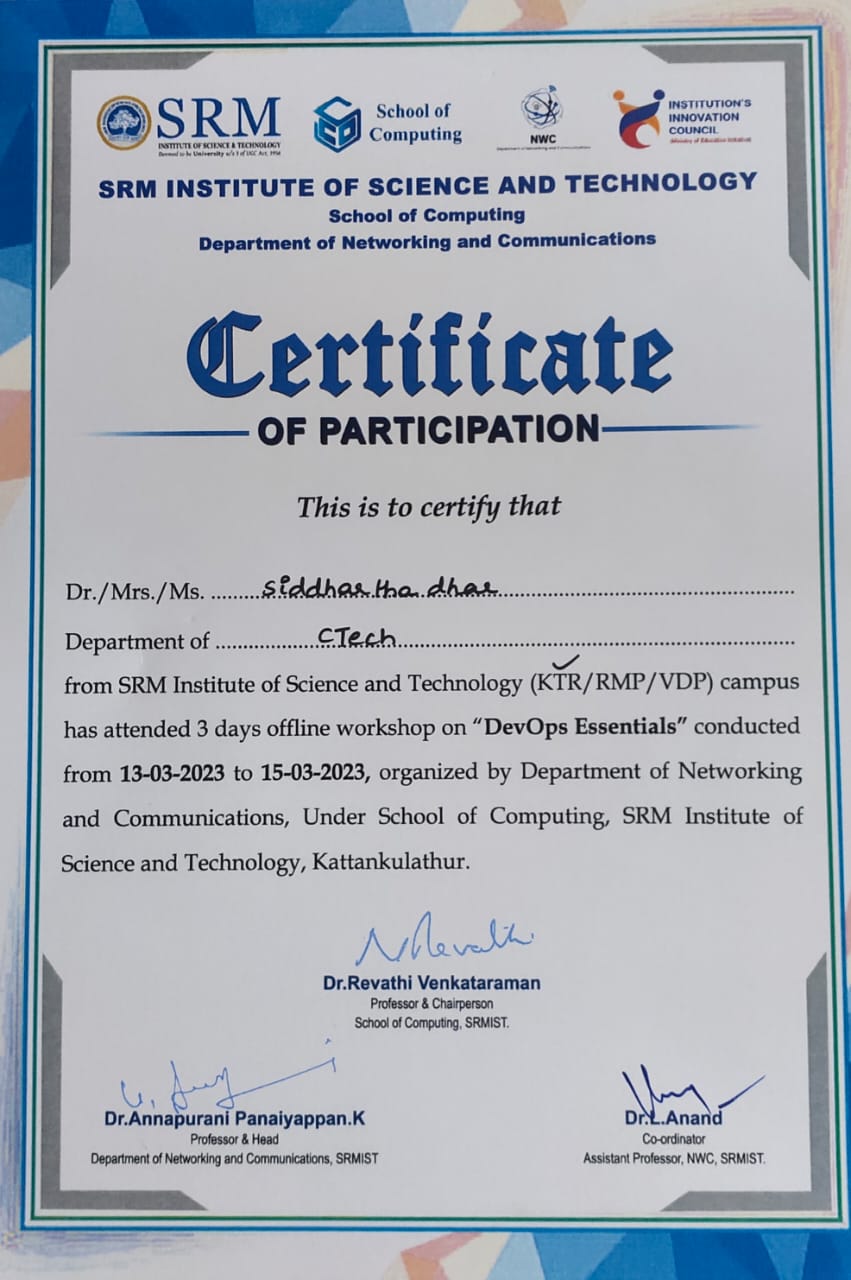 SRM
INSTITUTE OF SCIENCE & TECHNOLOGY
Deemed to be University u/s 3 of UGC Act, 1956
School of
Computing
NWC
INSTITUTION'S
INNOVATION
COUNCIL
(Ministry of Education Initiative)
SRM INSTITUTE OF SCIENCE AND TECHNOLOGY
School of Computing
Department of Networking and Communications
Certificate
OF PARTICIPATION
This is to certify that
Dr./Mrs./Ms. Siddhartha dhar
Department of CTech
from SRM Institute of Science and Technology (KTR/RMP/VDP) campus
has attended 3 days offline workshop on “DevOps Essentials” conducted
from 13-03-2023 to 15-03-2023, organized by Department of Networking
and Communications, Under School of Computing, SRM Institute of
Science and Technology, Kattankulathur.
N Revathi
Dr.Revathi Venkataraman
Professor & Chairperson
School of Computing, SRMIST.
Dr.Annapurani Panaiyappan.K
Professor & Head
Department of Networking and Communications, SRMIST
Dr.L.Anand
Co-ordinator
Assistant Professor, NWC, SRMIST.